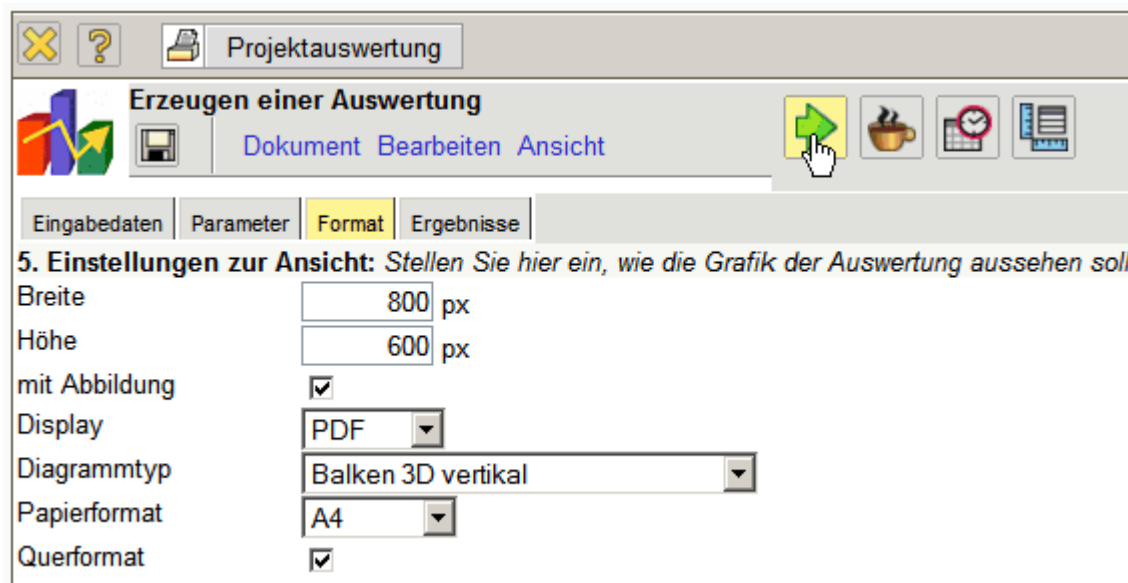 Projektauswertung
Erzeugen einer Auswertung
Dokument Bearbeiten Ansicht
Eingabedaten Parameter Format Ergebnisse
5. Einstellungen zur Ansicht: Stellen Sie hier ein, wie die Grafik der Auswertung aussehen soll
Breite 800 px
Höhe 600 px
mit Abbildung
Display PDF
Diagrammtyp Balken 3D vertikal
Papierformat A4
Querformat